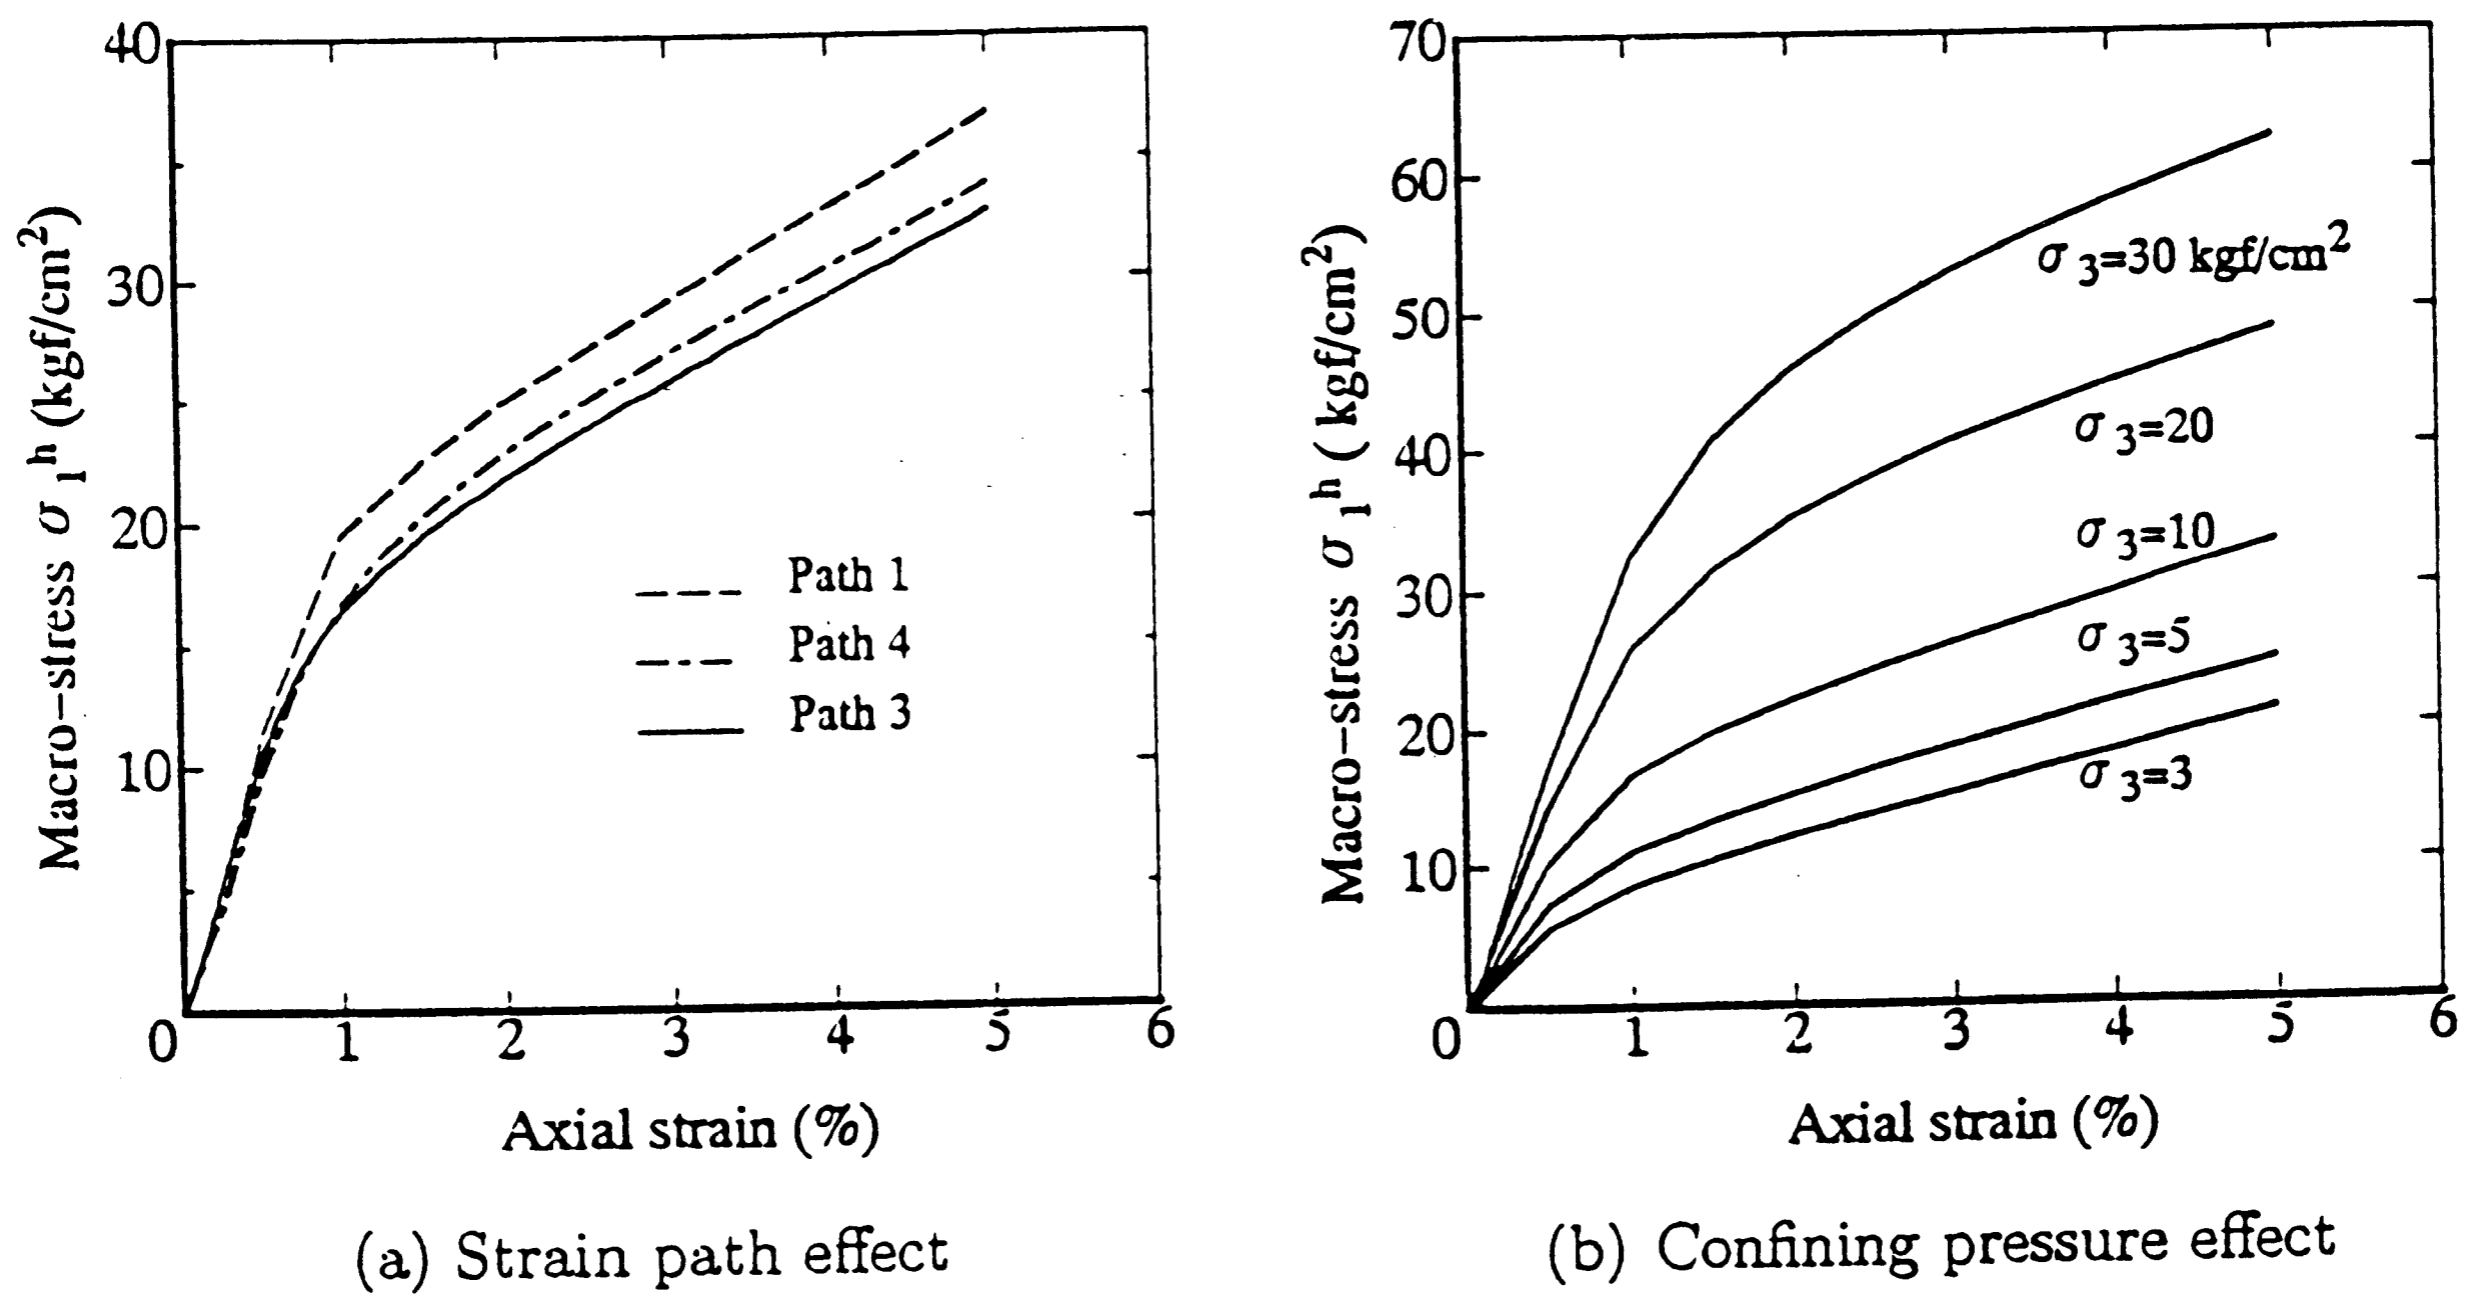 40
30
20
10
0
1
2
3
4
5
6
Macro-stress σ₁ʰ (kgf/cm²)
Path 1
Path 4
Path 3
Axial strain (%)
(a) Strain path effect
70
60
50
40
30
20
10
0
1
2
3
4
5
6
Macro-stress σ₁ʰ (kgf/cm²)
σ₃=30 kgf/cm²
σ₃=20
σ₃=10
σ₃=5
σ₃=3
Axial strain (%)
(b) Confining pressure effect